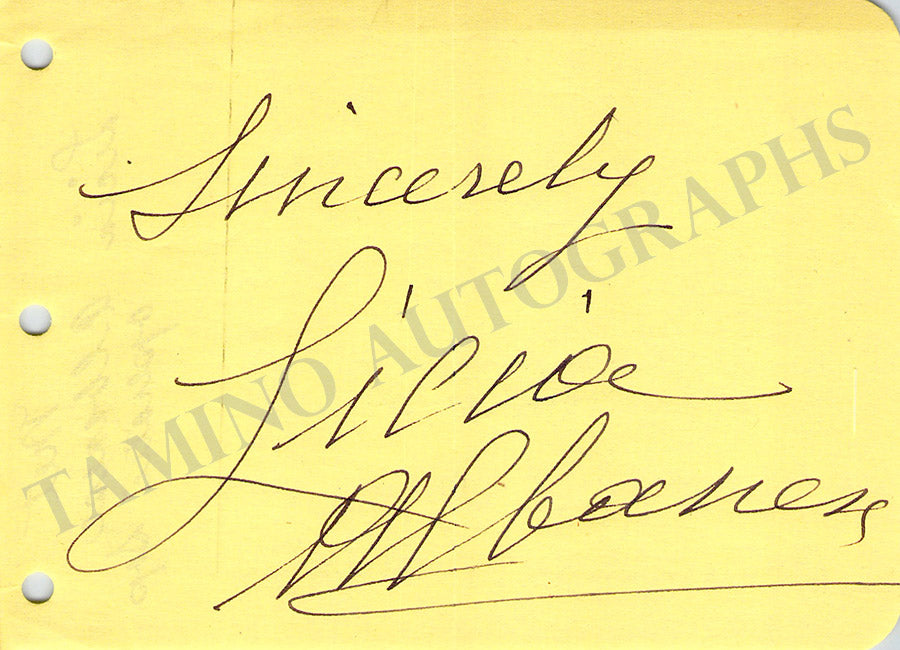 Sincerely
Licia
Albanese
TAMINO AUTOGRAPHS